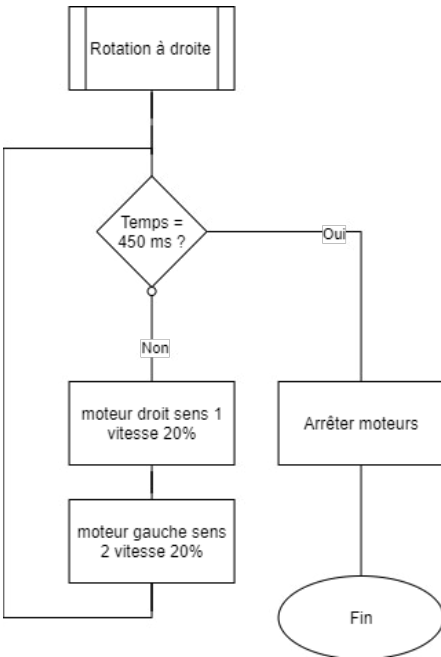 Rotation à droite
Temps =
450 ms ?
Oui
Non
moteur droit sens 1
vitesse 20%
Arrêter moteurs
moteur gauche sens
2 vitesse 20%
Fin